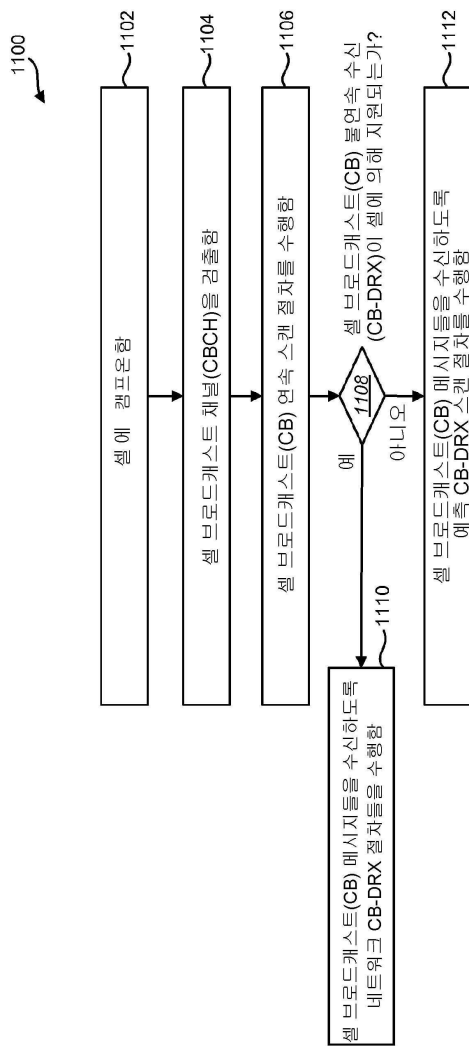 1100
셀에 캠프온함
1102
셀 브로드캐스트 채널(CBCH)을 검출함
1104
셀 브로드캐스트(CB) 연속 스캔 절차를 수행함
1106
셀 브로드캐스트(CB) 불연속 수신
(CB-DRX)이 셀에 의해 지원되는가?
1108
예
아니오
셀 브로드캐스트(CB) 메시지들을 수신하도록
네트워크 CB-DRX 절차들을 수행함
1110
셀 브로드캐스트(CB) 메시지들을 수신하도록
예측 CB-DRX 스캔 절차를 수행함
1112